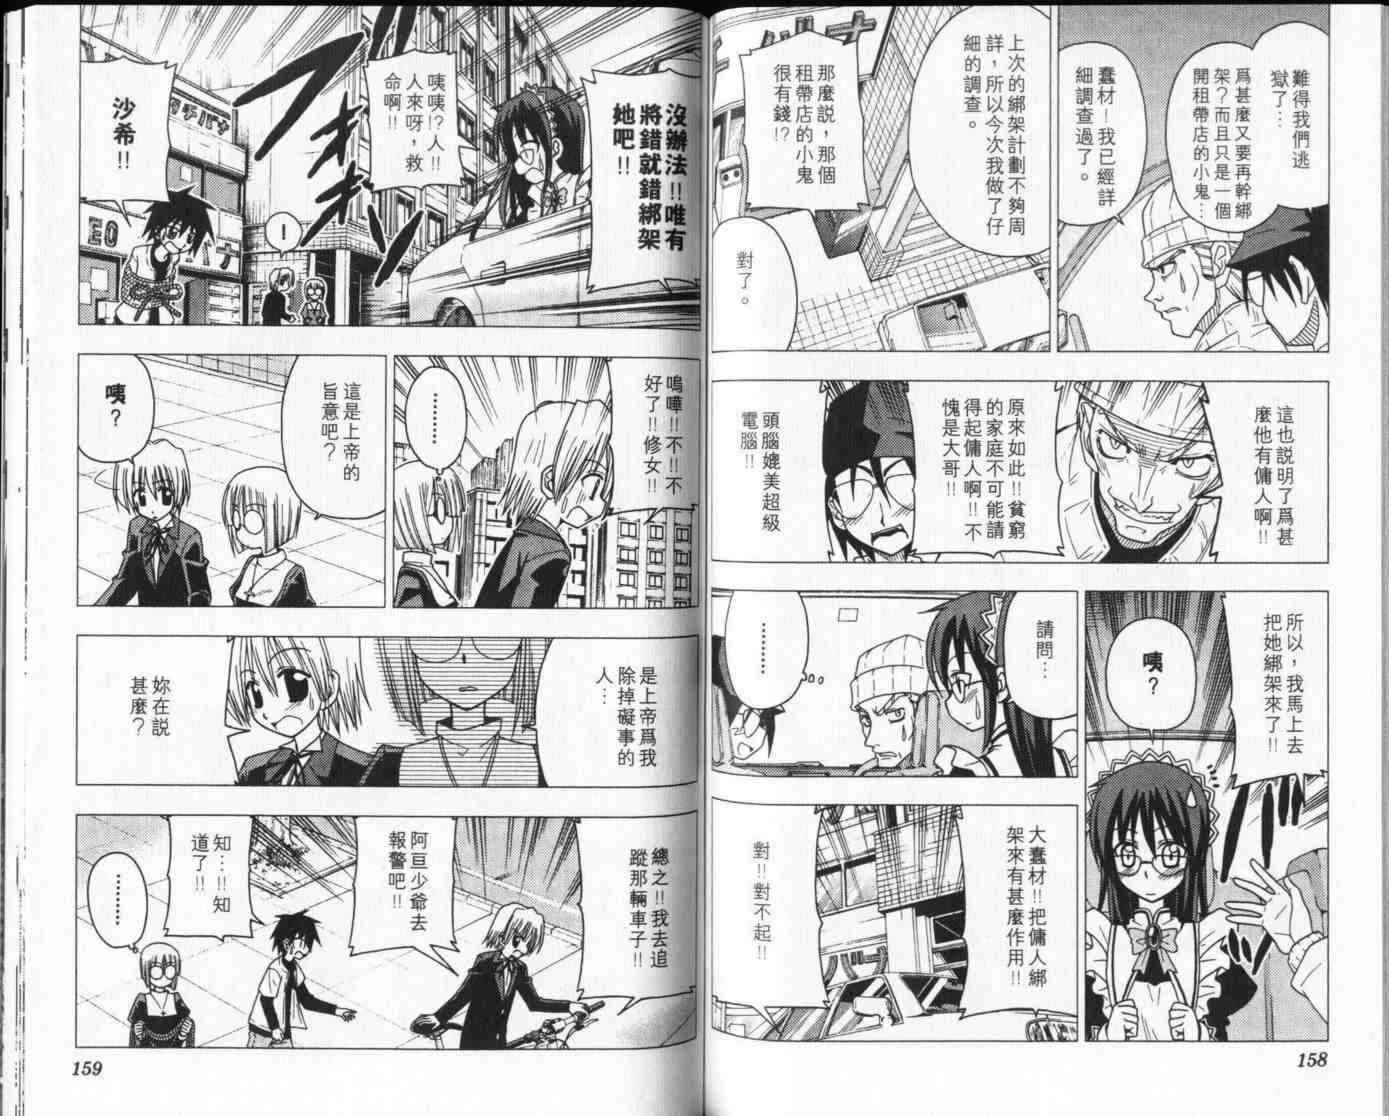 難得我們逃
獄了…
爲甚麼又要再幹綁
架?而且只是一個
開租帶店的小鬼…
蠢材!我已經詳
細調查過了。
上次的綁架計劃不夠周
詳,所以今次我做了仔
細的調查。
那麼說,那個
租帶店的小鬼
很有錢!?
對了。
這也說明了爲甚
麼他有傭人啊!!
原來如此!!貧窮
的家庭不可能請
得起傭人啊!!不
愧是大哥!!
頭腦媲美超級
電腦!!
所以,我馬上去
把她綁架來了!!
咦?
請問…
………
大蠢材!!把傭人綁
架來有甚麼作用!!
對!!對不起!!
158
沒辦法!!唯有
將錯就錯綁架
她吧!!
咦咦!?人!!
人來呀,救
命啊!!
!
沙希!!
タチバナ
EO
嗚嘩!!不!!不
好了!!修女!!
………
這是上帝的
旨意吧?
咦?
是上帝爲我
除掉礙事的
人…
妳在說
甚麼?
總之!!我去追
蹤那輛車子!!
阿亘少爺去
報警吧!!
知…!!知
道了!!
………
159